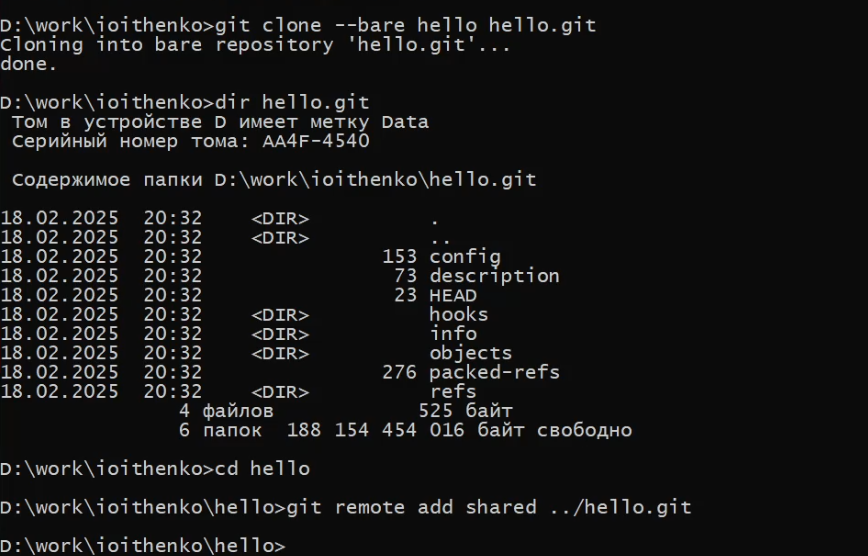 D:\work\ioithenko>git clone --bare hello hello.git
Cloning into bare repository 'hello.git'...
done.
D:\work\ioithenko>dir hello.git
Том в устройстве D имеет метку Data
Серийный номер тома: AA4F-4540
Содержимое папки D:\work\ioithenko\hello.git
18.02.2025  20:32    <DIR>          .
18.02.2025  20:32    <DIR>          ..
18.02.2025  20:32               153 config
18.02.2025  20:32                73 description
18.02.2025  20:32                23 HEAD
18.02.2025  20:32    <DIR>          hooks
18.02.2025  20:32    <DIR>          info
18.02.2025  20:32    <DIR>          objects
18.02.2025  20:32               276 packed-refs
18.02.2025  20:32    <DIR>          refs
4 файлов            525 байт
6 папок  188 154 454 016 байт свободно
D:\work\ioithenko>cd hello
D:\work\ioithenko\hello>git remote add shared ../hello.git
D:\work\ioithenko\hello>